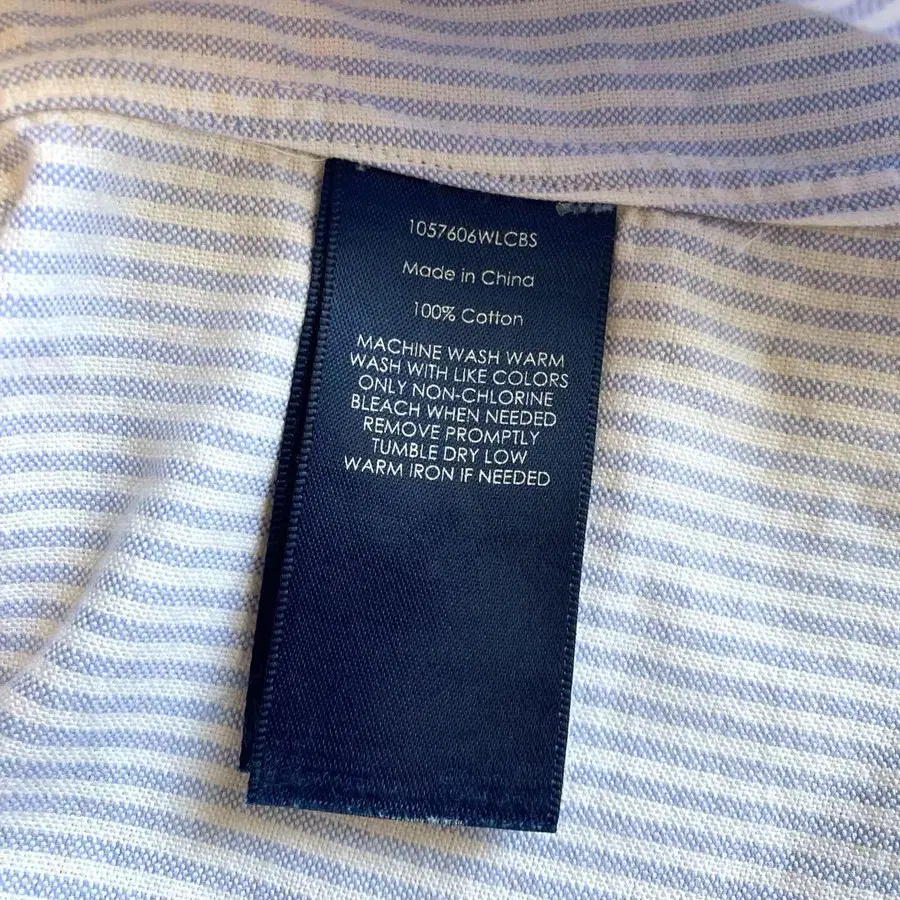 1057606WLCBS
Made in China
100% Cotton
MACHINE WASH WARM
WASH WITH LIKE COLORS
ONLY NON-CHLORINE
BLEACH WHEN NEEDED
REMOVE PROMPTLY
TUMBLE DRY LOW
WARM IRON IF NEEDED